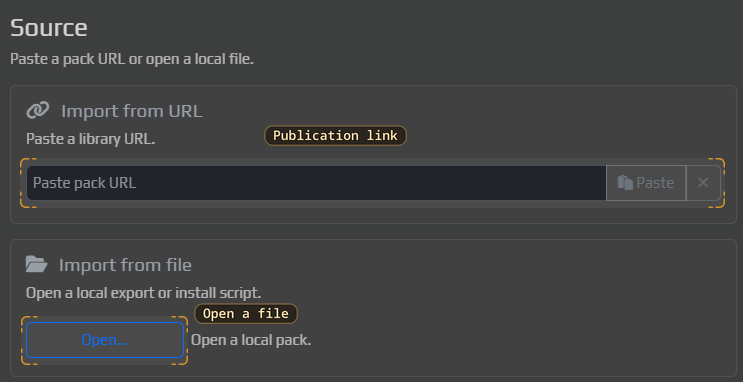 Source
Paste a pack URL or open a local file.
Import from URL
Paste a library URL.
Publication link
Paste pack URL
Paste
Import from file
Open a local export or install script.
Open a file
Open...
Open a local pack.